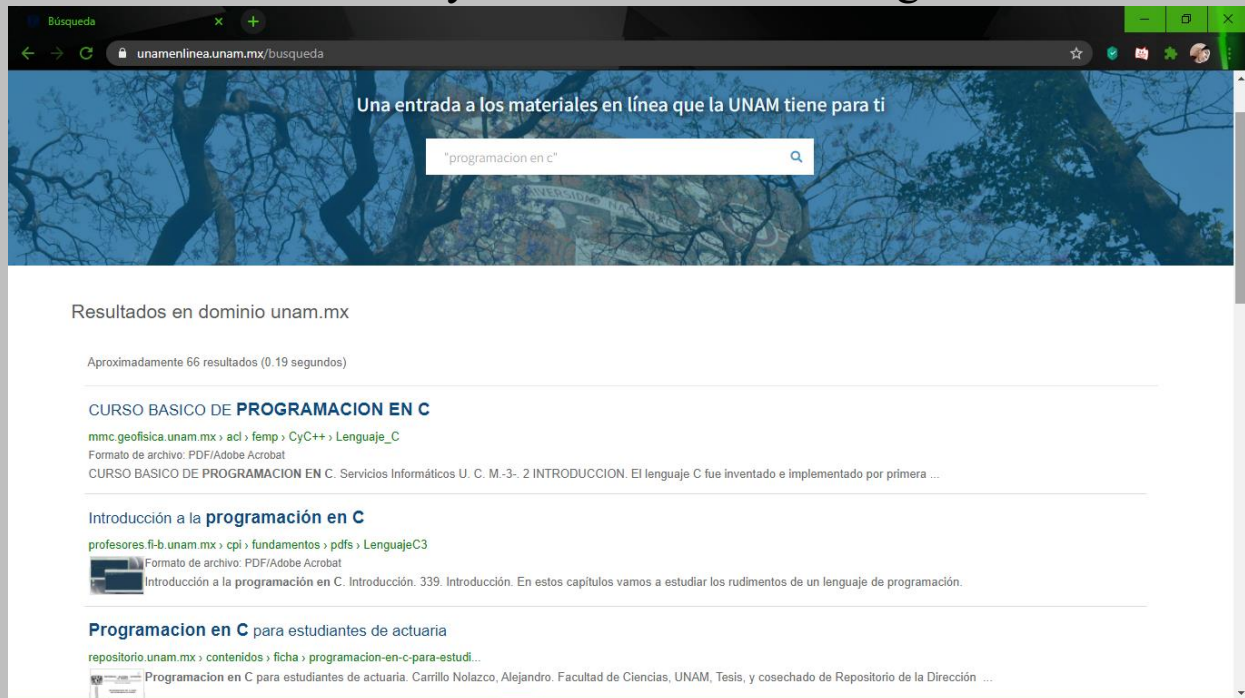 Búsqueda
unamenlinea.unam.mx/busqueda
Una entrada a los materiales en línea que la UNAM tiene para ti
"programacion en c"
Resultados en dominio unam.mx
Aproximadamente 66 resultados (0.19 segundos)
CURSO BASICO DE PROGRAMACION EN C
mmc.geofisica.unam.mx › acl › femp › CyC++ › Lenguaje_C
Formato de archivo: PDF/Adobe Acrobat
CURSO BASICO DE PROGRAMACION EN C. Servicios Informáticos U. C. M.-3-. 2 INTRODUCCION. El lenguaje C fue inventado e implementado por primera ...
Introducción a la programación en C
profesores.fi-b.unam.mx › cpi › fundamentos › pdfs › LenguajeC3
Formato de archivo: PDF/Adobe Acrobat
Introducción a la programación en C. Introducción. 339. Introducción. En estos capítulos vamos a estudiar los rudimentos de un lenguaje de programación.
Programacion en C para estudiantes de actuaria
repositorio.unam.mx › contenidos › ficha › programacion-en-c-para-estudi...
Programacion en C para estudiantes de actuaria. Carrillo Nolazco, Alejandro. Facultad de Ciencias, UNAM, Tesis, y cosechado de Repositorio de la Dirección ...